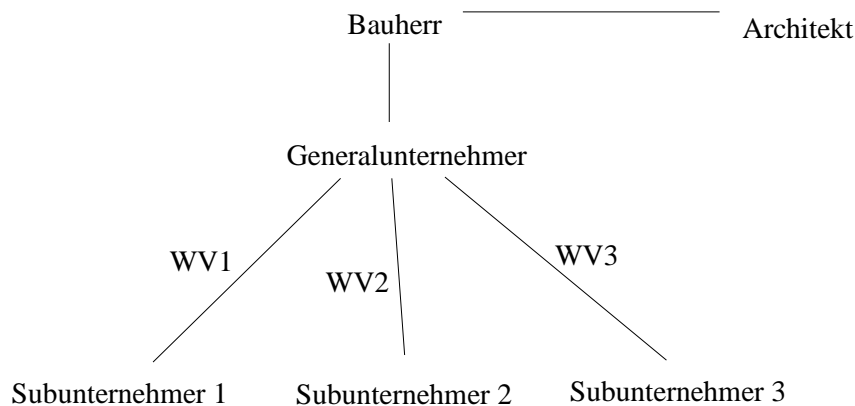 Bauherr
Architekt
Generalunternehmer
WV1
WV2
WV3
Subunternehmer 1
Subunternehmer 2
Subunternehmer 3